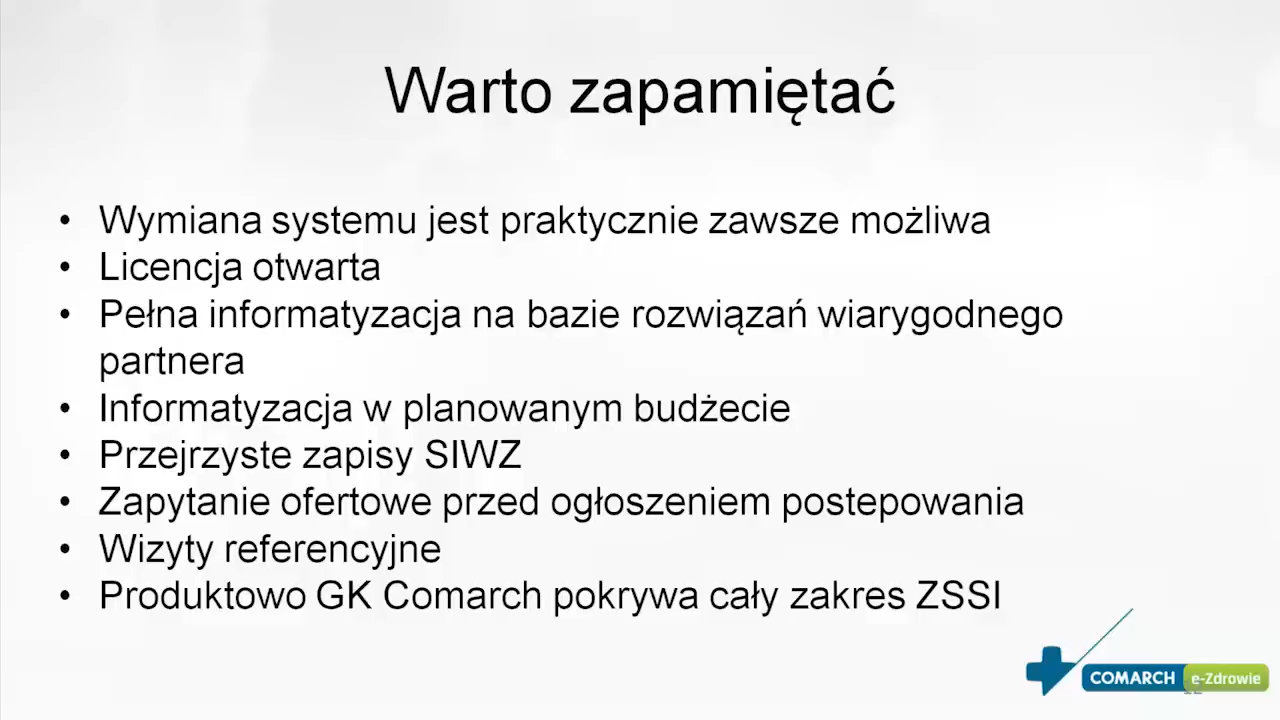 Warto zapamiętać
• Wymiana systemu jest praktycznie zawsze możliwa
• Licencja otwarta
• Pełna informatyzacja na bazie rozwiązań wiarygodnego
partnera
• Informatyzacja w planowanym budżecie
• Przejrzyste zapisy SIWZ
• Zapytanie ofertowe przed ogłoszeniem postepowania
• Wizyty referencyjne
• Produktowo GK Comarch pokrywa cały zakres ZSSI
COMARCH e-Zdrowie